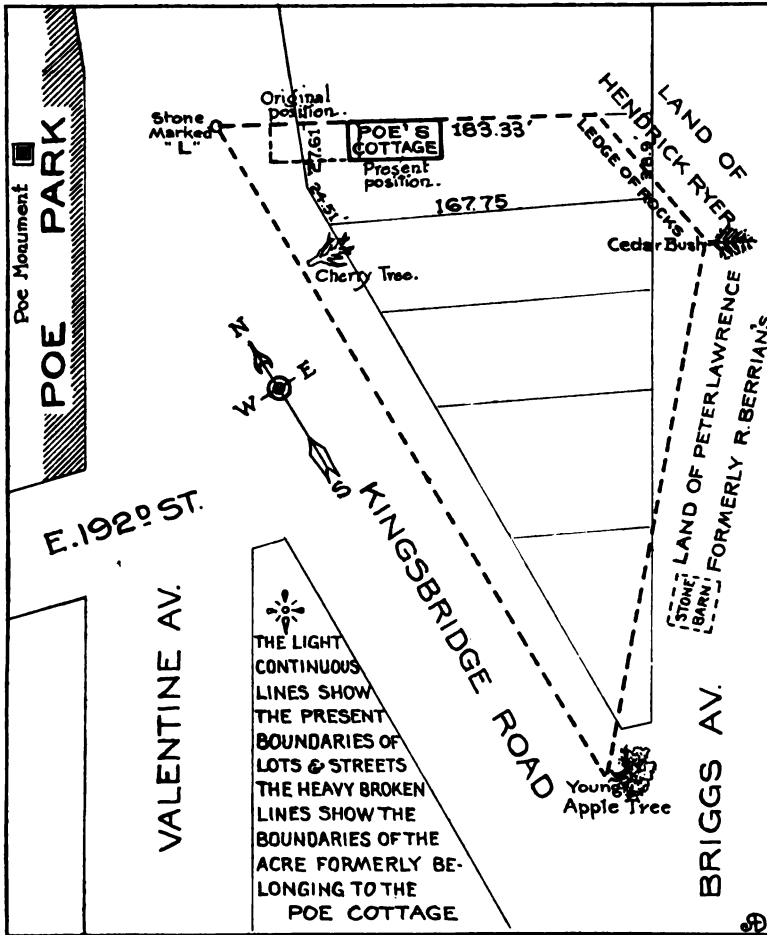 Poe Monument
POE PARK
Stone
Marked
"L"
Original
position.
27.61
24.51'
POE'S
COTTAGE
183.33'
Present
position.
167.75
LAND OF
HENDRICK RYER
LEDGE OF ROCKS
Cedar Bush
Cherry Tree.
N
E
W
S
E. 192D ST.
KINGSBRIDGE ROAD
LAND OF PETER LAWRENCE
FORMERLY R. BERRIAN'S
STONE
BARN
VALENTINE AV.
THE LIGHT
CONTINUOUS
LINES SHOW
THE PRESENT
BOUNDARIES OF
LOTS & STREETS
THE HEAVY BROKEN
LINES SHOW THE
BOUNDARIES OF THE
ACRE FORMERLY BE-
LONGING TO THE
POE COTTAGE
Young
Apple Tree
BRIGGS AV.